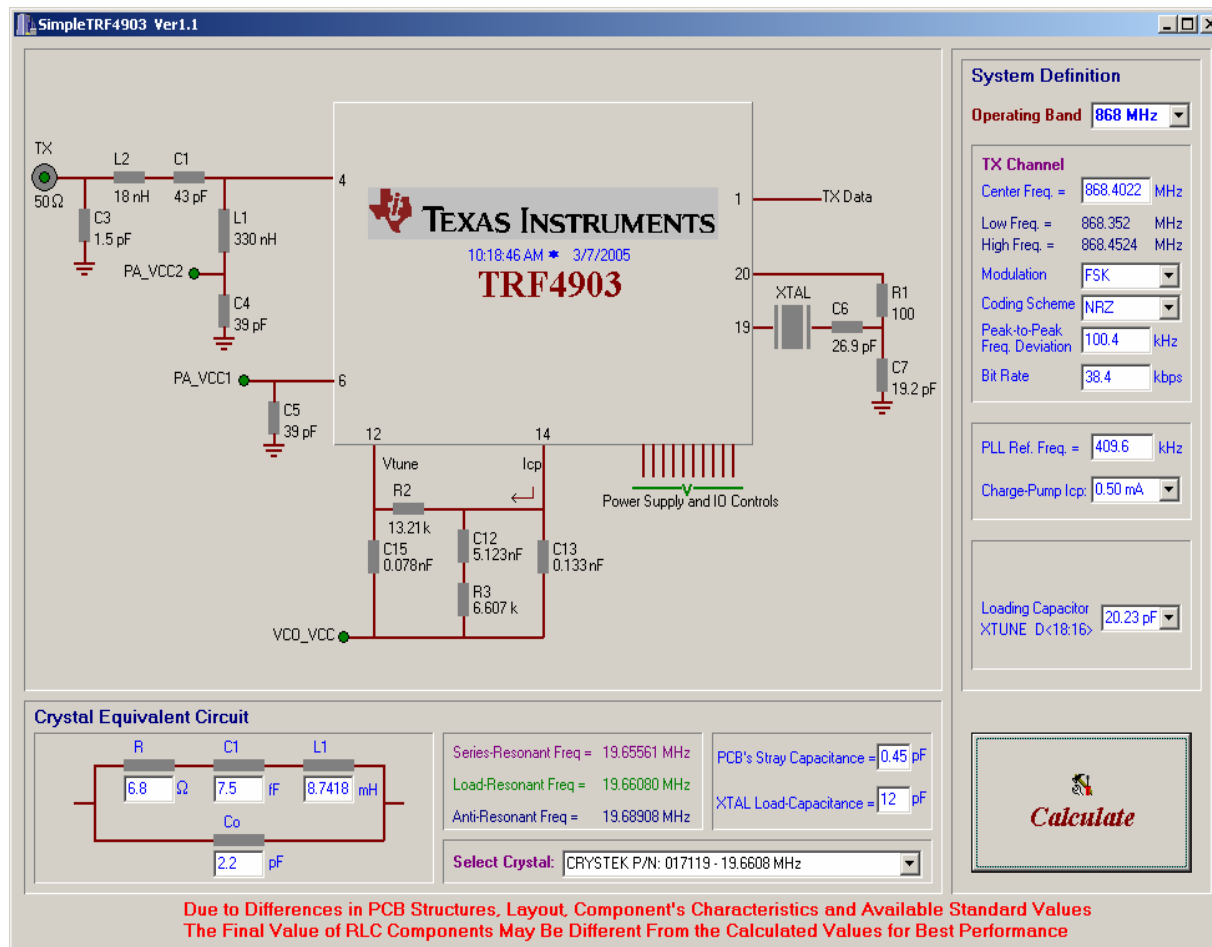 SimpleTRF4903 Ver1.1
TX
50Ω
L2
18 nH
C1
43 pF
C3
1.5 pF
L1
330 nH
PA_VCC2
C4
39 pF
PA_VCC1
C5
39 pF
4
6
TEXAS INSTRUMENTS
10:18:46 AM * 3/7/2005
TRF4903
1
TX Data
20
19
XTAL
C6
26.9 pF
R1
100
C7
19.2 pF
12
14
Vtune
Icp
R2
13.21k
C15
0.078nF
C12
5.123nF
R3
6.607 k
C13
0.133nF
VCO_VCC
V
Power Supply and IO Controls
System Definition
Operating Band 868 MHz
TX Channel
Center Freq. = 868.4022 MHz
Low Freq. = 868.352 MHz
High Freq. = 868.4524 MHz
Modulation FSK
Coding Scheme NRZ
Peak-to-Peak
Freq. Deviation 100.4 kHz
Bit Rate 38.4 kbps
PLL Ref. Freq. = 409.6 kHz
Charge-Pump Icp: 0.50 mA
Loading Capacitor
XTUNE D<18:16> 20.23 pF
Crystal Equivalent Circuit
R C1 L1
6.8 Ω 7.5 fF 8.7418 mH
Co
2.2 pF
Series-Resonant Freq = 19.65561 MHz
Load-Resonant Freq = 19.66080 MHz
Anti-Resonant Freq = 19.68908 MHz
PCB's Stray Capacitance = 0.45 pF
XTAL Load-Capacitance = 12 pF
Select Crystal: CRYSTEK P/N: 017119 - 19.6608 MHz
Calculate
Due to Differences in PCB Structures, Layout, Component's Characteristics and Available Standard Values
The Final Value of RLC Components May Be Different From the Calculated Values for Best Performance